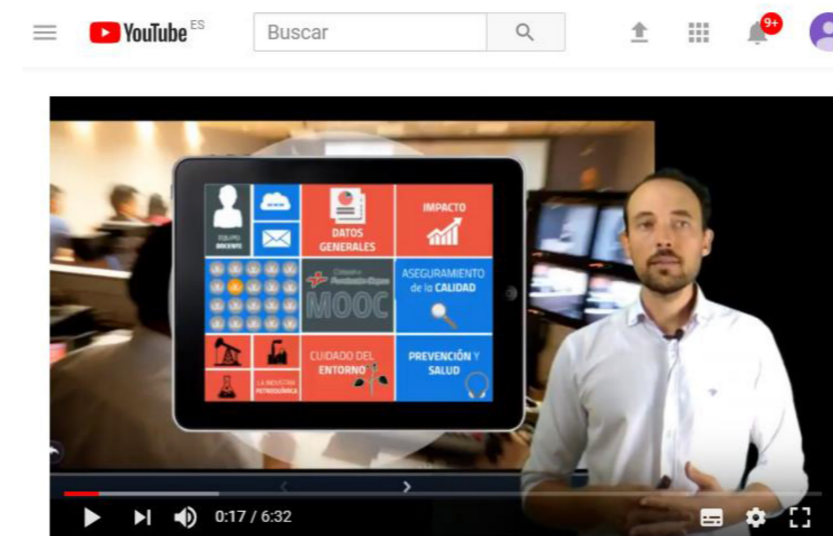 YouTube ES
Buscar
9+
EQUIPO
DOCENTE
DATOS
GENERALES
IMPACTO
MOOC
ASEGURAMIENTO
de la CALIDAD
LA INDUSTRIA
PETROQUÍMICA
CUIDADO DEL
ENTORNO
PREVENCIÓN Y
SALUD
0:17 / 6:32